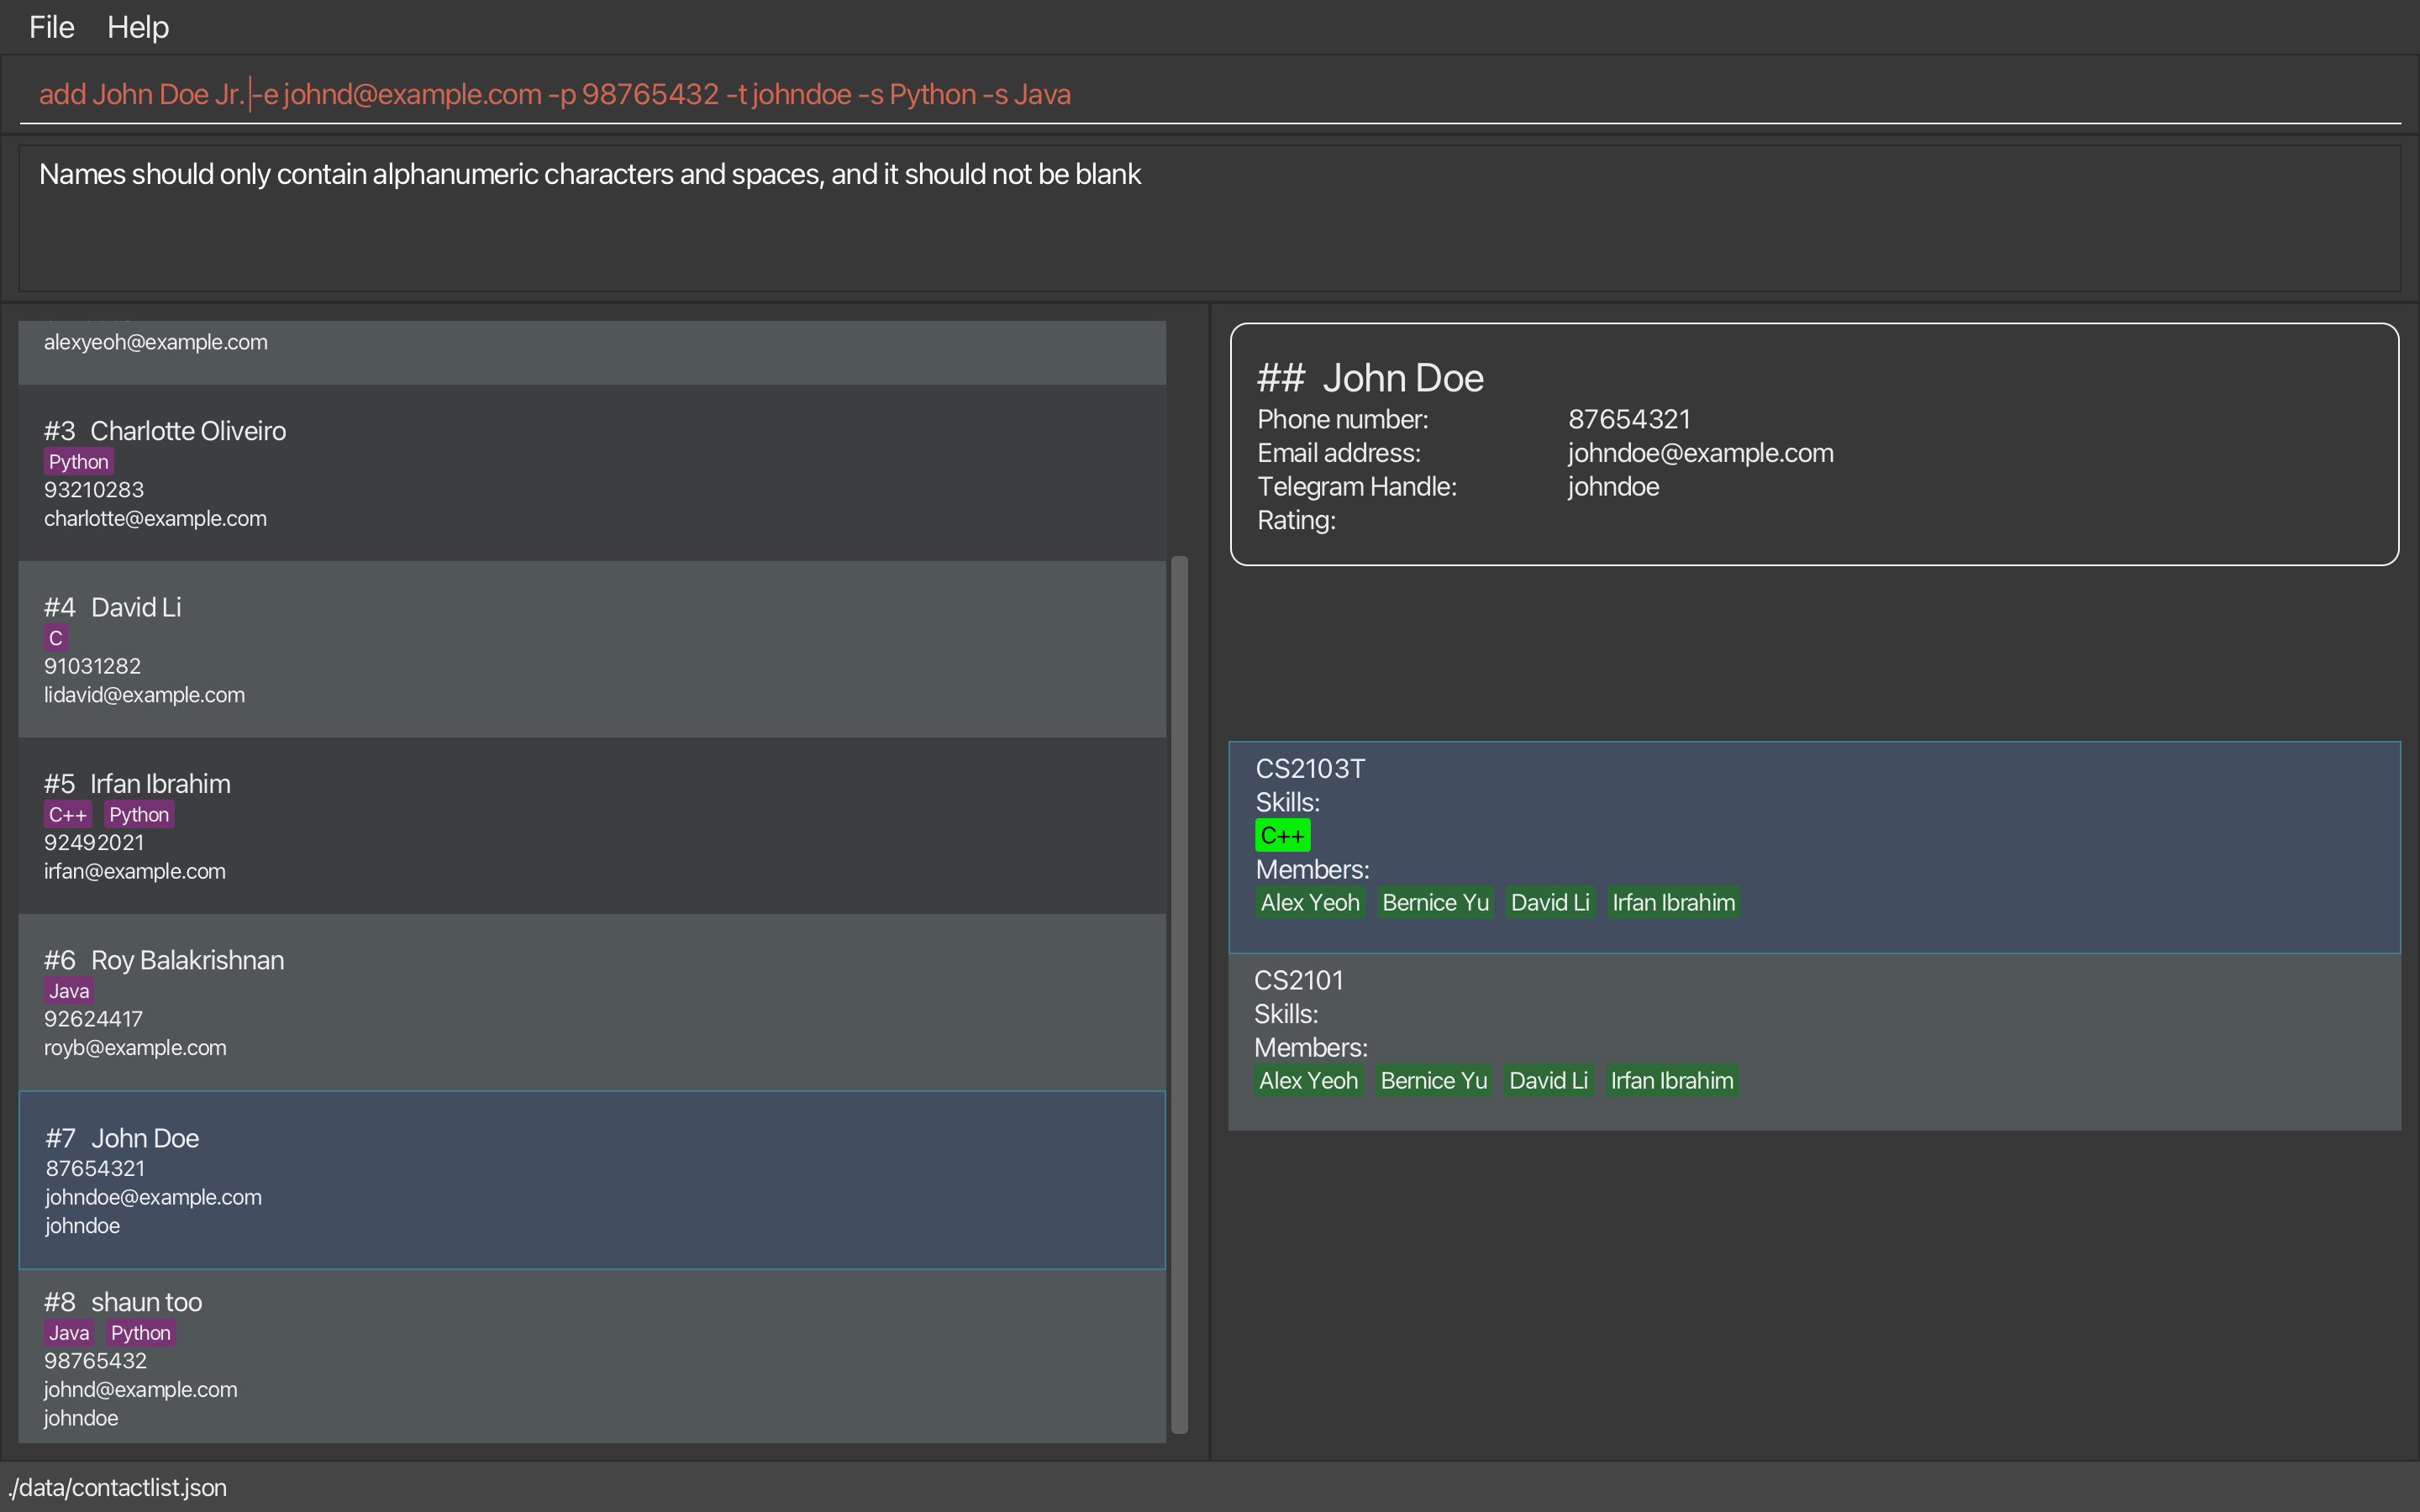 File Help
add John Doe Jr. -e johnd@example.com -p 98765432 -t johndoe -s Python -s Java
Names should only contain alphanumeric characters and spaces, and it should not be blank
alexyeoh@example.com
#3 Charlotte Oliveiro
Python
93210283
charlotte@example.com
#4 David Li
C
91031282
lidavid@example.com
#5 Irfan Ibrahim
C++ Python
92492021
irfan@example.com
#6 Roy Balakrishnan
Java
92624417
royb@example.com
#7 John Doe
87654321
johndoe@example.com
johndoe
#8 shaun too
Java Python
98765432
johnd@example.com
johndoe
## John Doe
Phone number: 87654321
Email address: johndoe@example.com
Telegram Handle: johndoe
Rating:
CS2103T
Skills:
C++
Members:
Alex Yeoh Bernice Yu David Li Irfan Ibrahim
CS2101
Skills:
Members:
Alex Yeoh Bernice Yu David Li Irfan Ibrahim
./data/contactlist.json